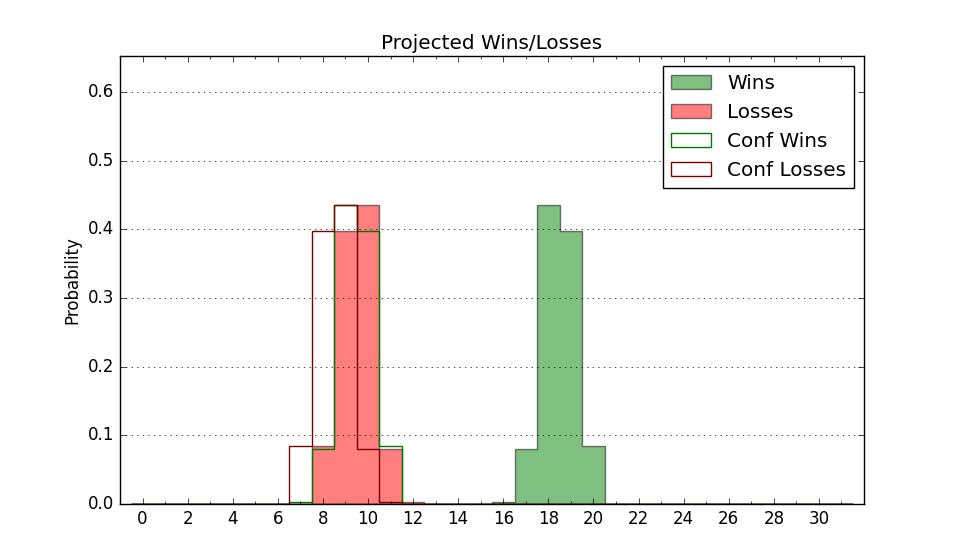 Projected Wins/Losses
Wins
Losses
Conf Wins
Conf Losses
Probability
0.6
0.5
0.4
0.3
0.2
0.1
0.0
0 2 4 6 8 10 12 14 16 18 20 22 24 26 28 30